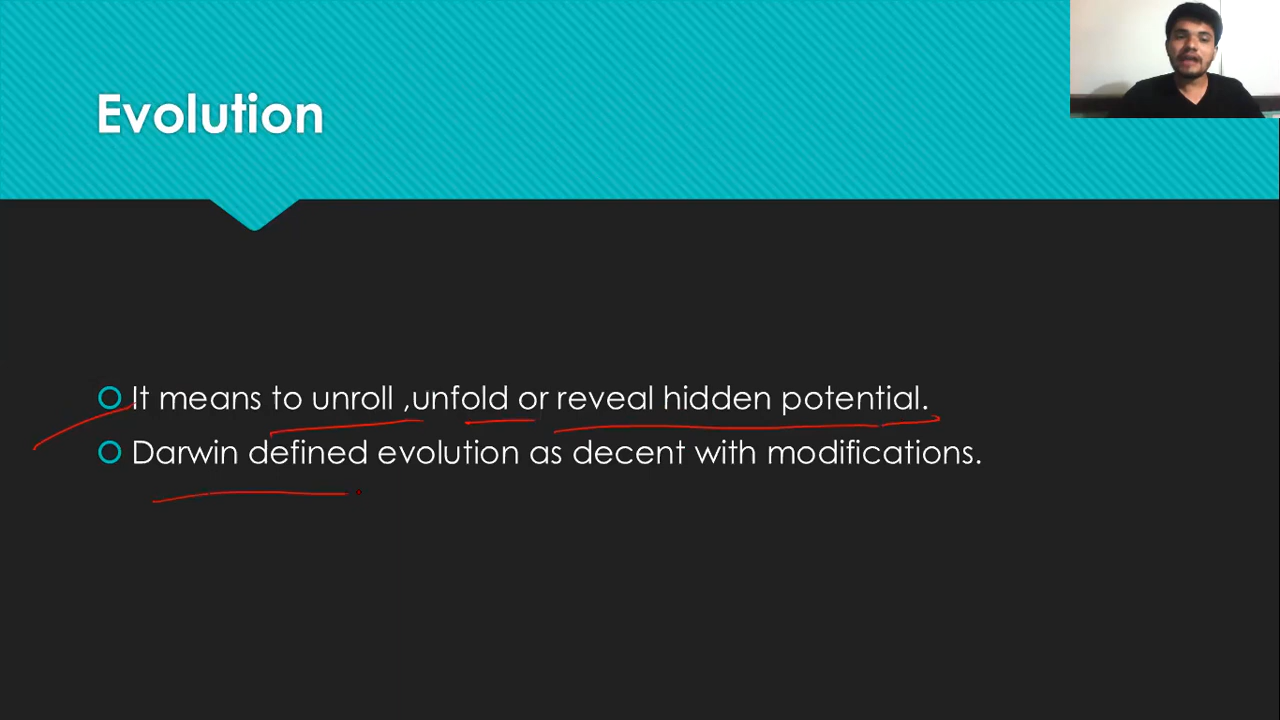 Evolution
It means to unroll ,unfold or reveal hidden potential.
Darwin defined evolution as decent with modifications.